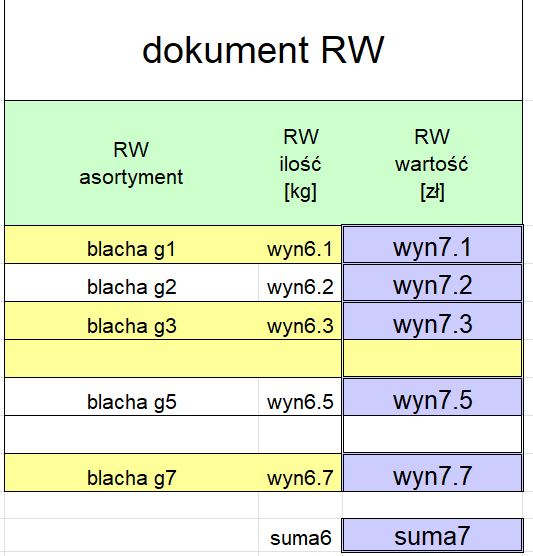 dokument RW
RW
asortyment
RW
ilość
[kg]
RW
wartość
[zł]
blacha g1 wyn6.1 wyn7.1
blacha g2 wyn6.2 wyn7.2
blacha g3 wyn6.3 wyn7.3
blacha g5 wyn6.5 wyn7.5
blacha g7 wyn6.7 wyn7.7
suma6 suma7